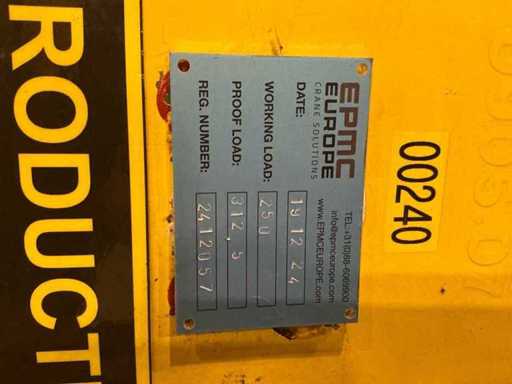 RODUCT
EPMC
EUROPE
CRANE SOLUTIONS
TEL:+31(0)88-6069600
info@epmceurope.com
www.EPMCEUROPE.com
DATE: 19 12 24
WORKING LOAD: 250
PROOF LOAD: 312,5
REG. NUMBER: 2412057
00240